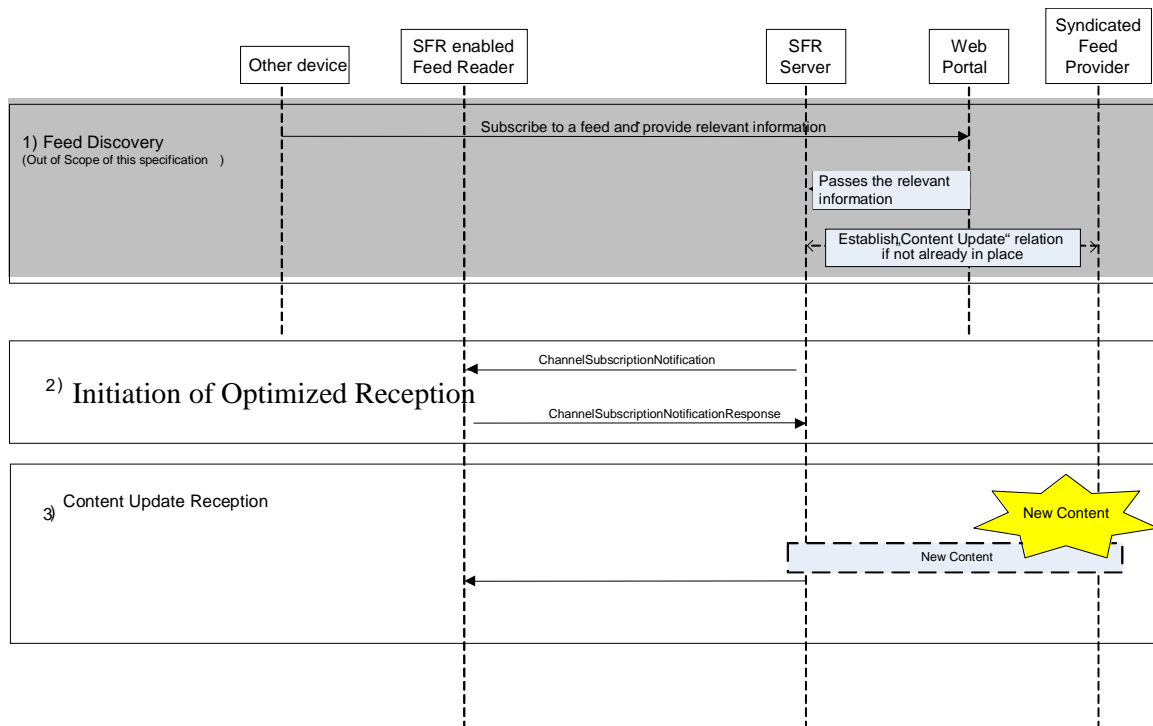 Other device
SFR enabled
Feed Reader
SFR
Server
Web
Portal
Syndicated
Feed
Provider
1) Feed Discovery
(Out of Scope of this specification )
Subscribe to a feed and provide relevant information
Passes the relevant
information
Establish „Content Update“ relation
if not already in place
2) Initiation of Optimized Reception
ChannelSubscriptionNotification
ChannelSubscriptionNotificationResponse
3) Content Update Reception
New Content
New Content